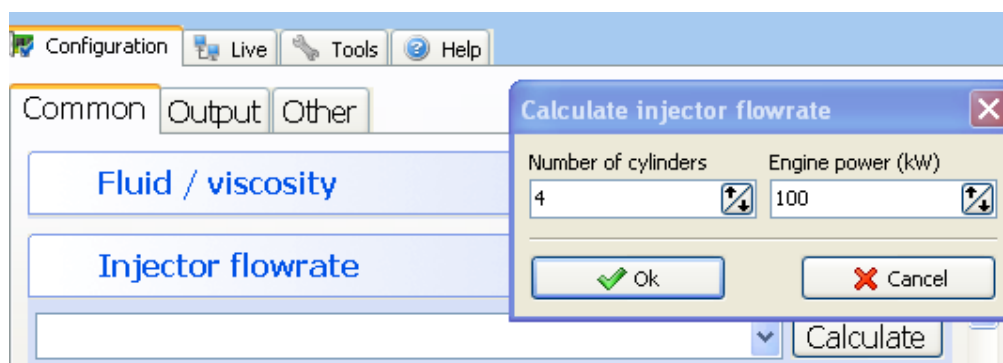 Configuration Live Tools Help
Common Output Other
Calculate injector flowrate
Number of cylinders Engine power (kW)
4 100
Ok Cancel
Fluid / viscosity
Injector flowrate
Calculate